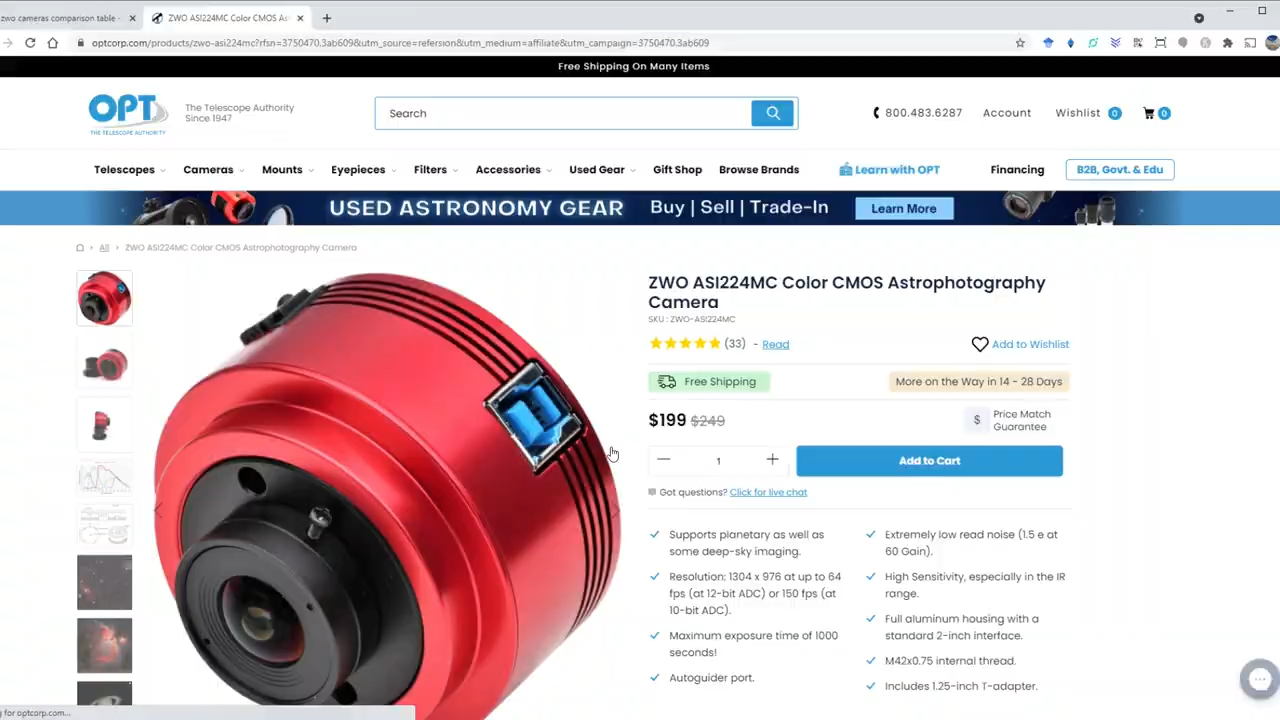 zwo cameras comparison table -
ZWO ASI224MC Color CMOS As
optcorp.com/products/zwo-asi224mc?rfsn=3750470.3ab609&utm_source=refersion&utm_medium=affiliate&utm_campaign=3750470.3ab609
Free Shipping On Many Items
OPT
THE TELESCOPE AUTHORITY
The Telescope Authority
Since 1947
Search
800.483.6287
Account
Wishlist 0
0
Telescopes
Cameras
Mounts
Eyepieces
Filters
Accessories
Used Gear
Gift Shop
Browse Brands
Learn with OPT
Financing
B2B, Govt. & Edu
USED ASTRONOMY GEAR
Buy | Sell | Trade-In
Learn More
All
ZWO ASI224MC Color CMOS Astrophotography Camera
ZWO ASI224MC Color CMOS Astrophotography
Camera
SKU : ZWO-ASI224MC
(33) - Read
Add to Wishlist
Free Shipping
More on the Way in 14 - 28 Days
$199 $249
$
Price Match
Guarantee
1
Add to Cart
Got questions? Click for live chat
Supports planetary as well as
some deep-sky imaging.
Resolution: 1304 x 976 at up to 64
fps (at 12-bit ADC) or 150 fps (at
10-bit ADC).
Maximum exposure time of 1000
seconds!
Autoguider port.
Extremely low read noise (1.5 e at
60 Gain).
High Sensitivity, especially in the IR
range.
Full aluminum housing with a
standard 2-inch interface.
M42x0.75 internal thread.
Includes 1.25-inch T-adapter.
g for optcorp.com...